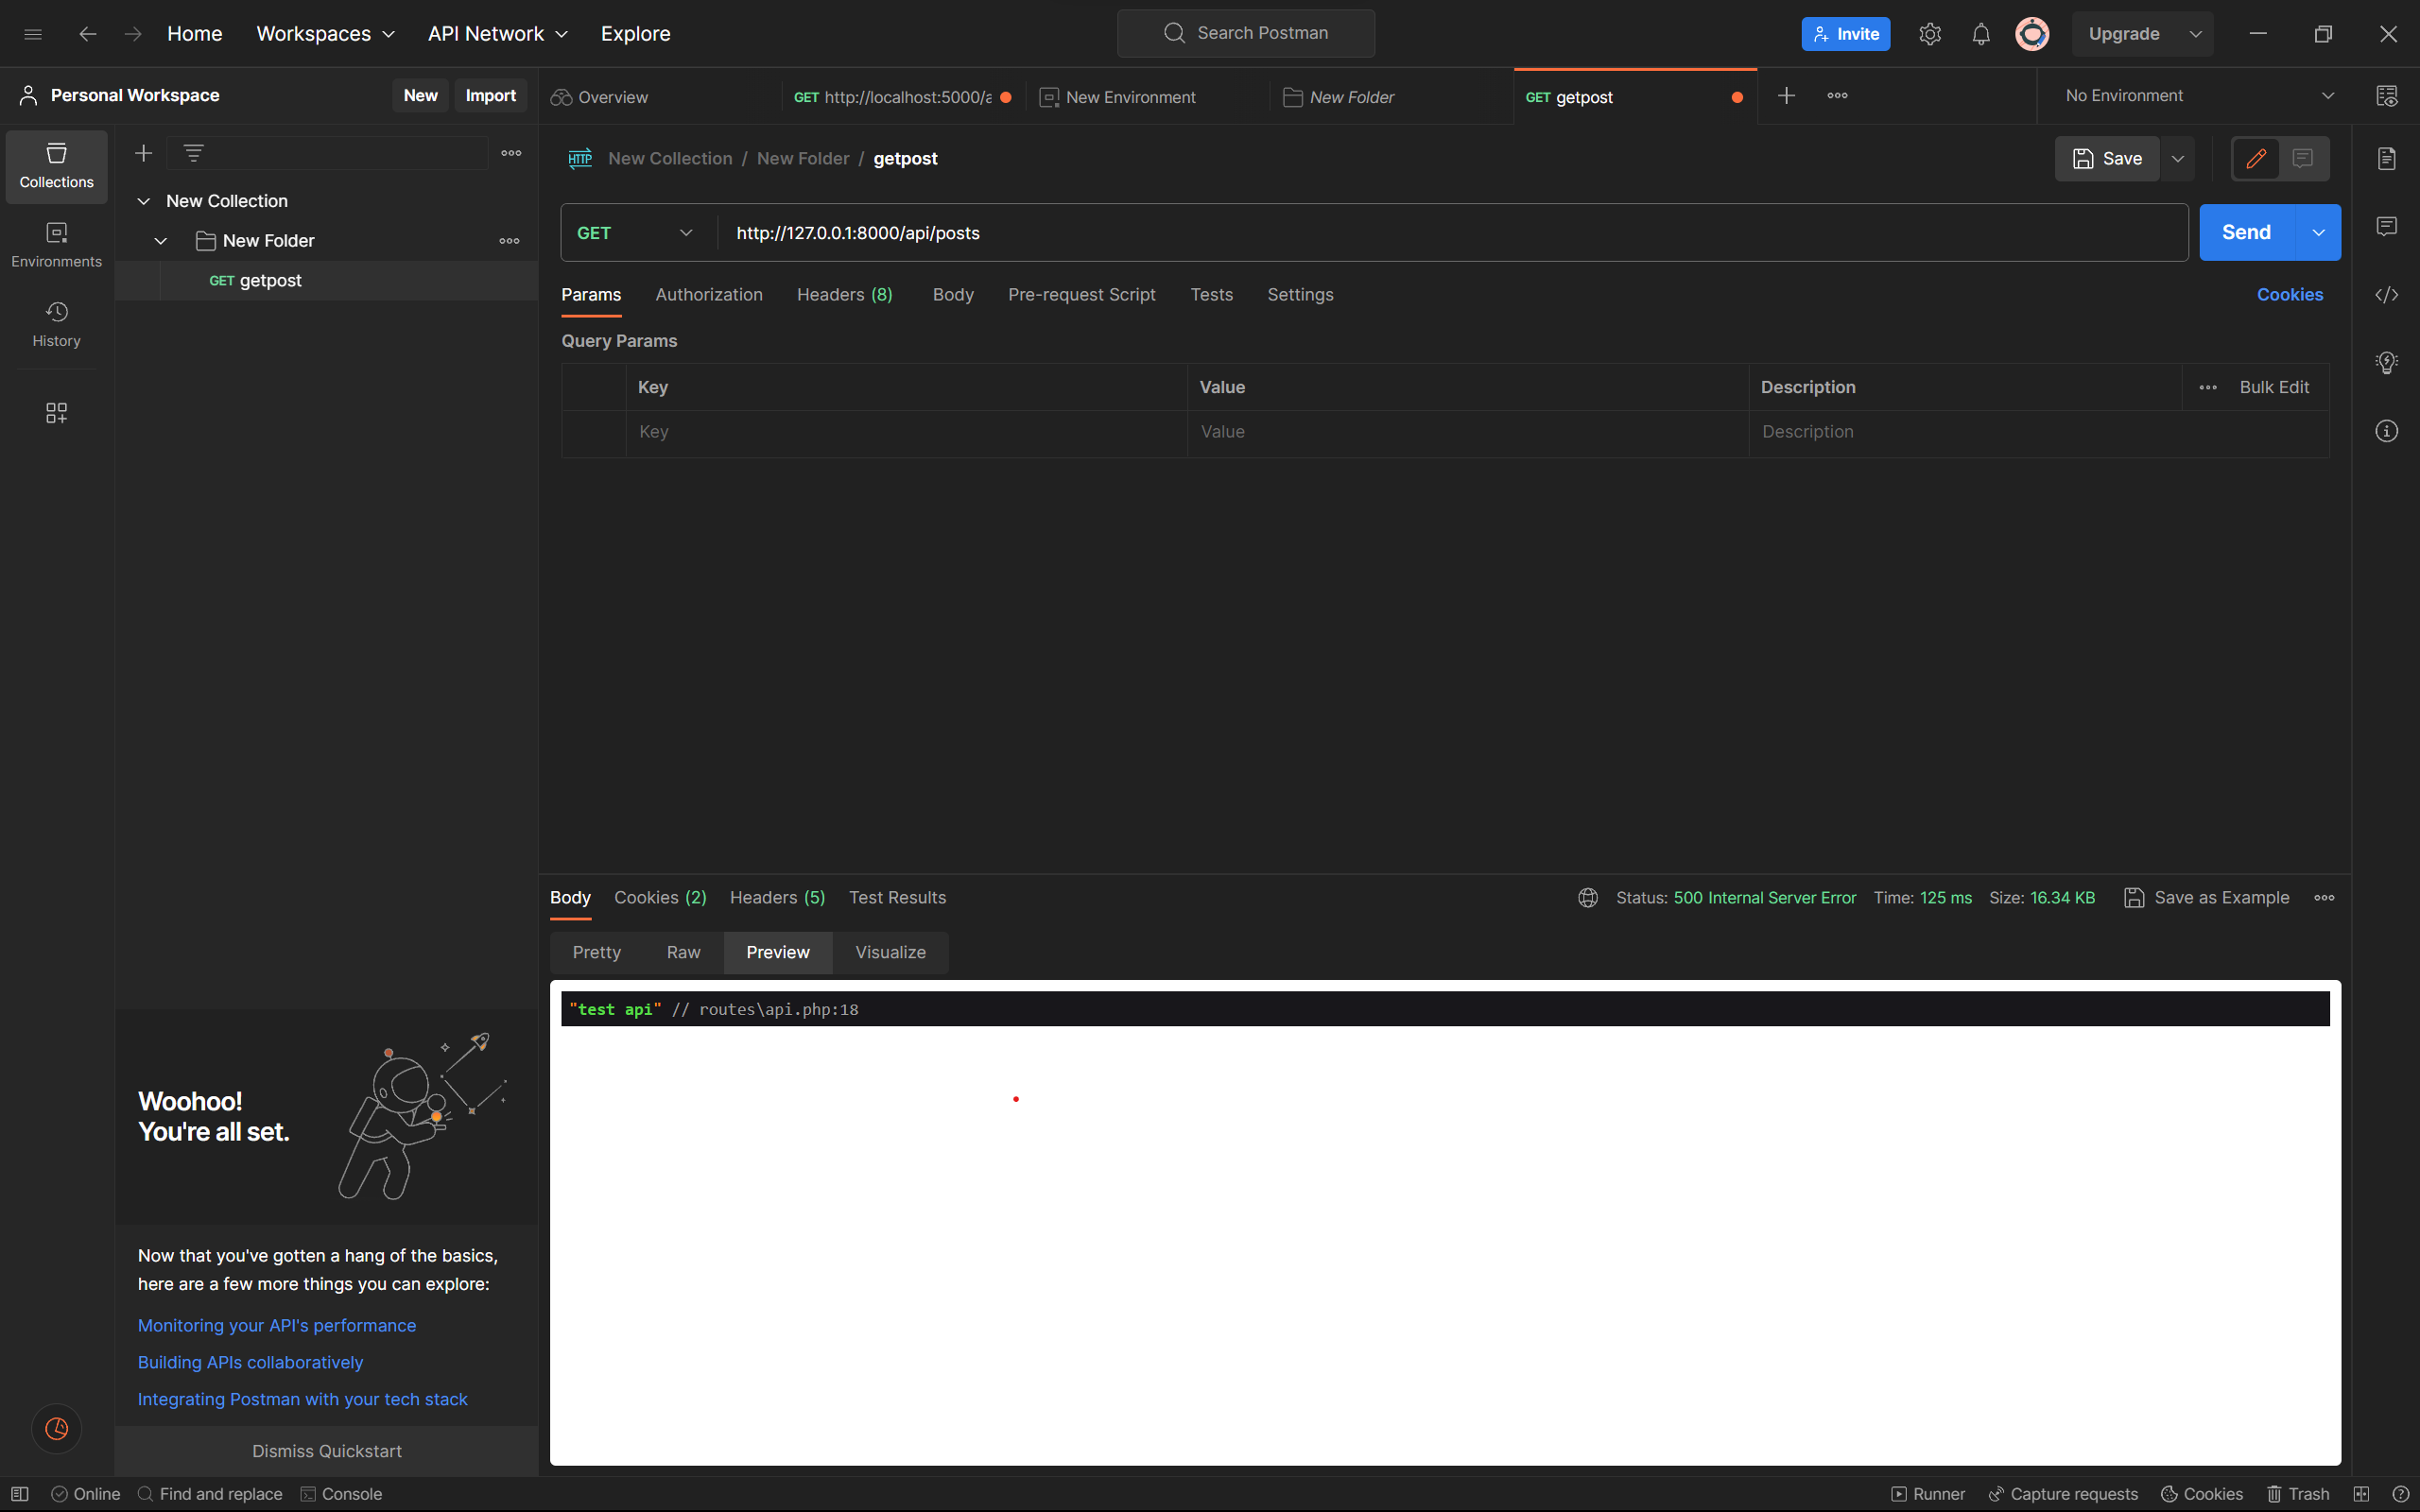 Home Workspaces API Network Explore Search Postman Invite Upgrade
Personal Workspace New Import Overview GET http://localhost:5000/a New Environment New Folder GET getpost No Environment
Collections
Environments
History
New Collection
New Folder
GET getpost
HTTP New Collection / New Folder / getpost Save
GET http://127.0.0.1:8000/api/posts Send
Params Authorization Headers (8) Body Pre-request Script Tests Settings Cookies
Query Params
Key Value Description Bulk Edit
Key Value Description
Body Cookies (2) Headers (5) Test Results Status: 500 Internal Server Error Time: 125 ms Size: 16.34 KB Save as Example
Pretty Raw Preview Visualize
"test api" // routes\api.php:18
Woohoo!
You're all set.
Now that you've gotten a hang of the basics,
here are a few more things you can explore:
Monitoring your API's performance
Building APIs collaboratively
Integrating Postman with your tech stack
Dismiss Quickstart
Online Find and replace Console Runner Capture requests Cookies Trash